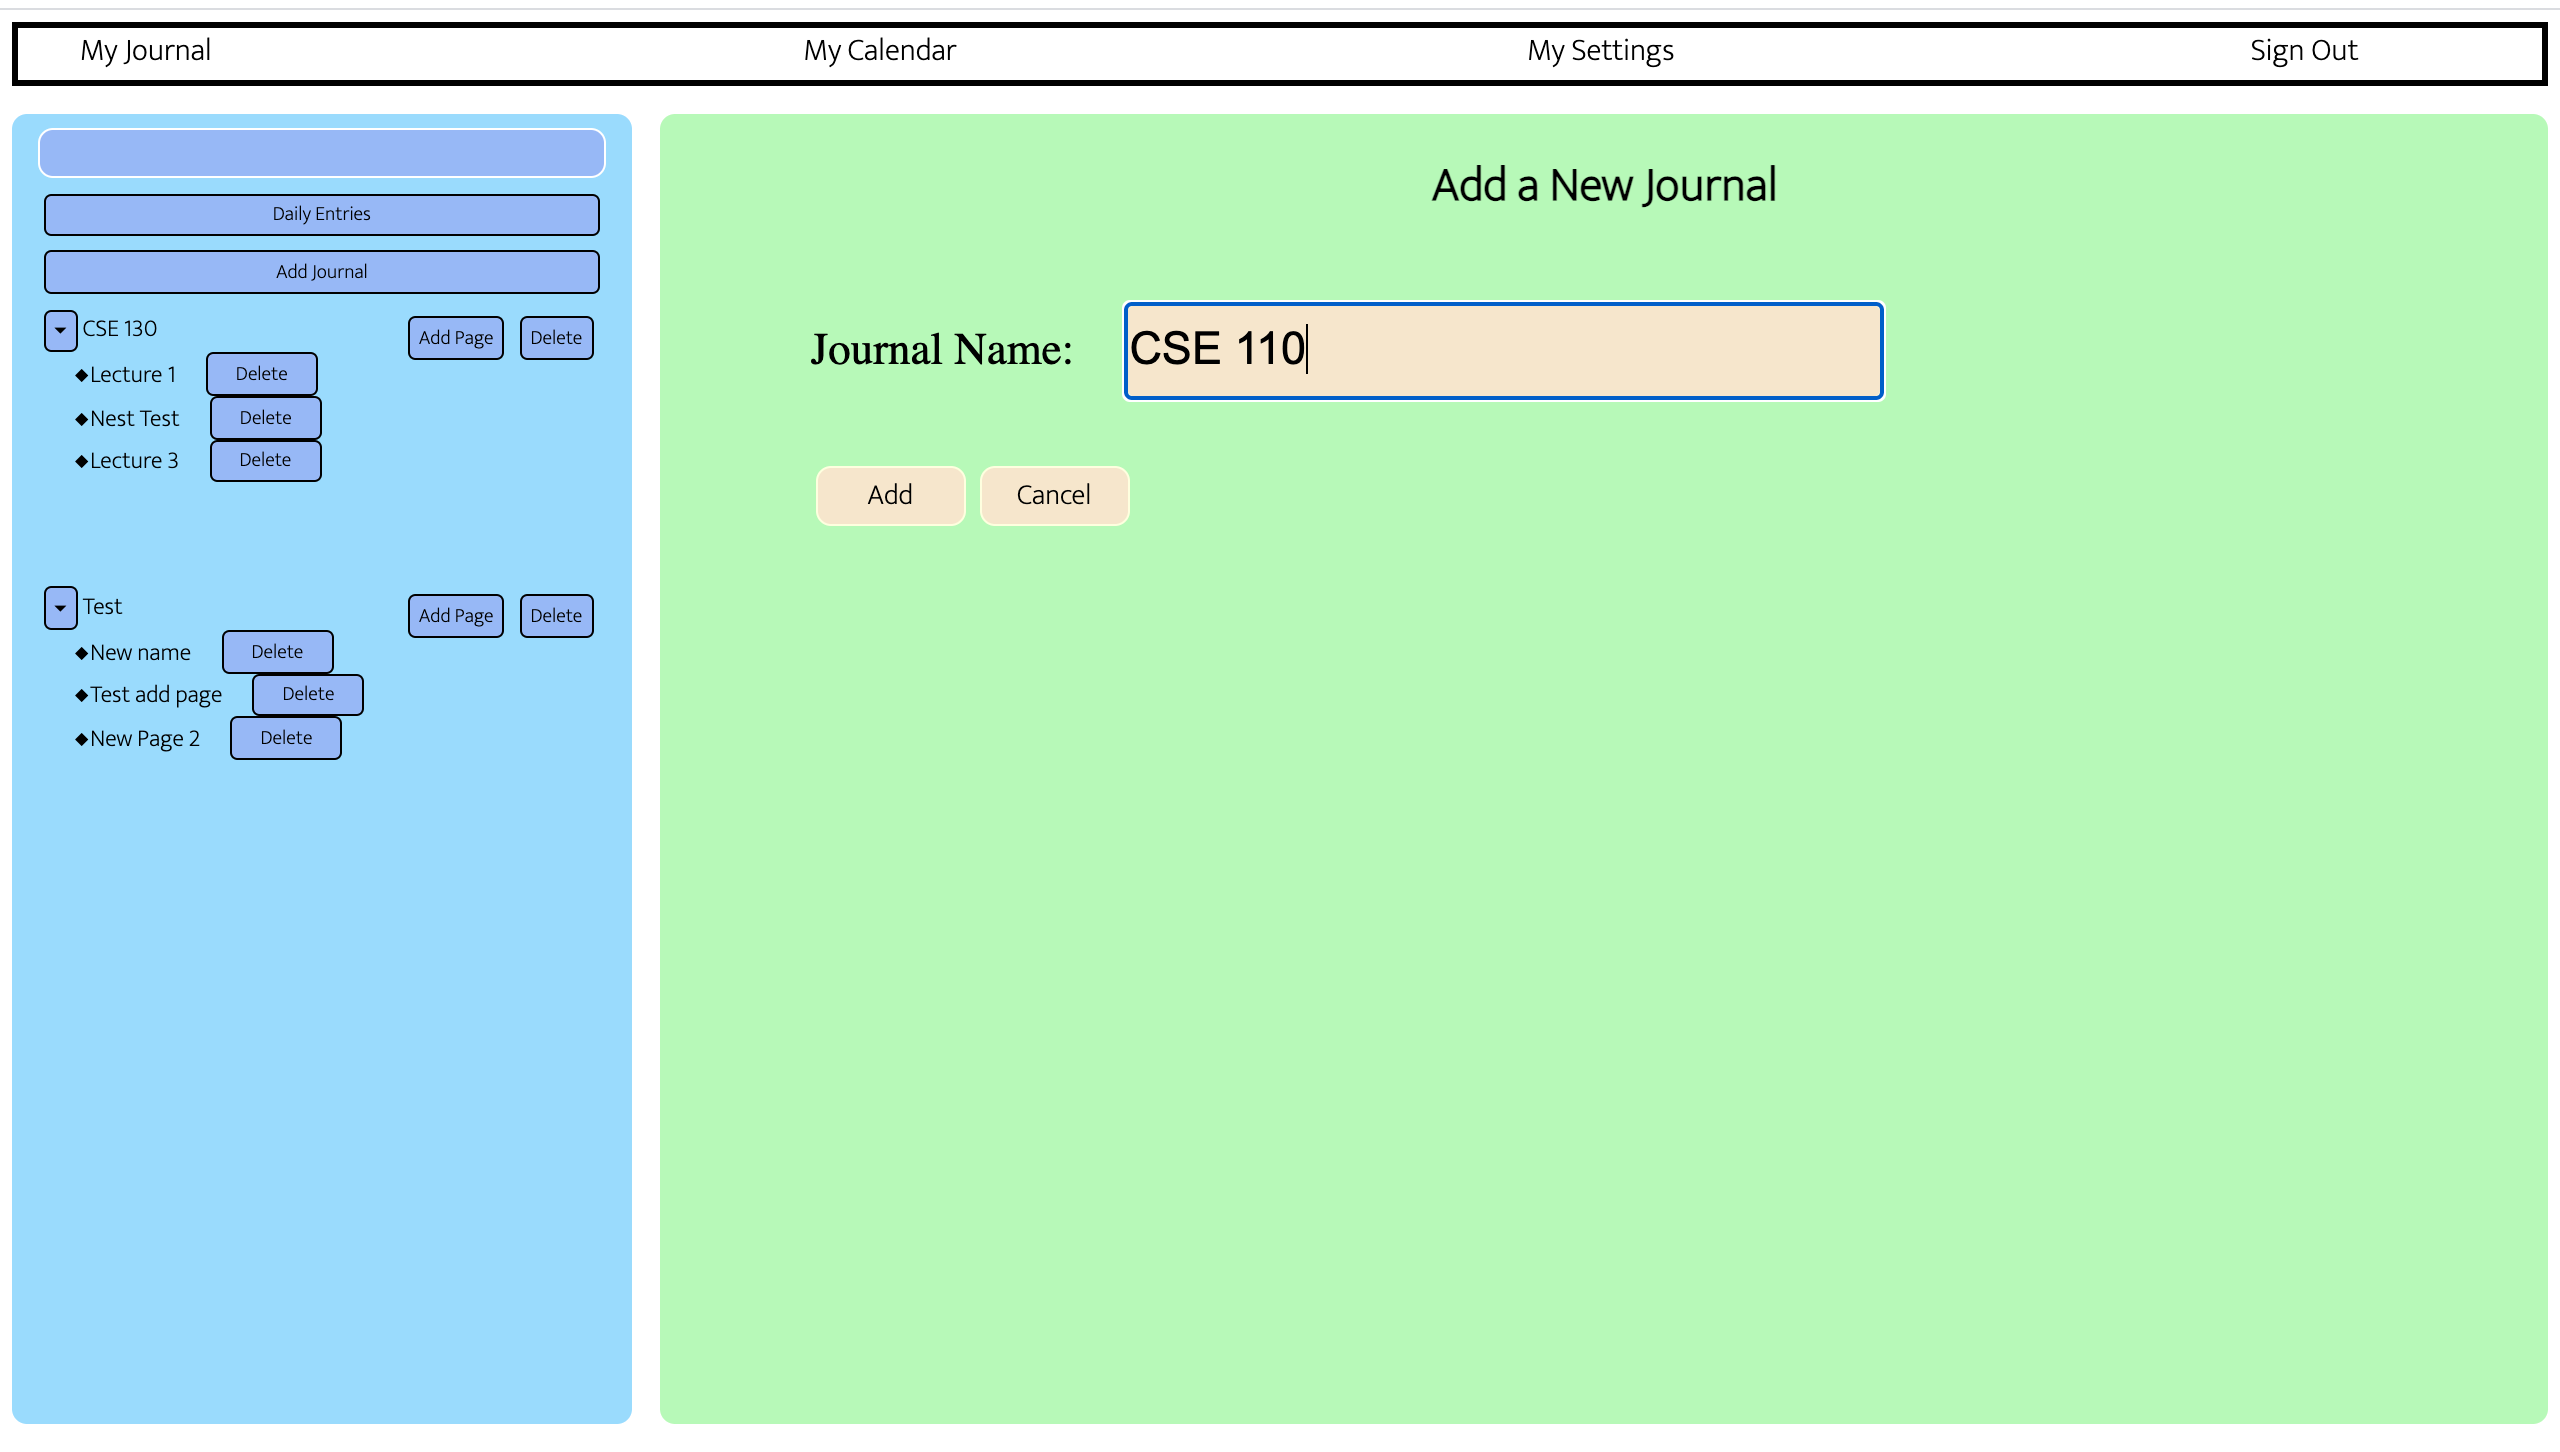 My Journal My Calendar My Settings Sign Out
Daily Entries
Add Journal
CSE 130 Add Page Delete
Lecture 1 Delete
Nest Test Delete
Lecture 3 Delete
Test Add Page Delete
New name Delete
Test add page Delete
New Page 2 Delete
Add a New Journal
Journal Name: CSE 110
Add Cancel